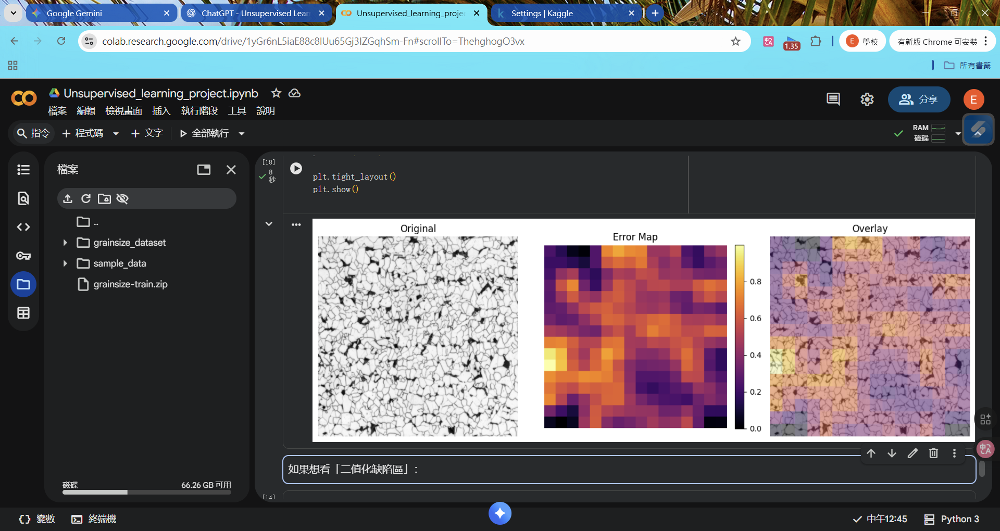 Google Gemini
ChatGPT - Unsupervised Lear
Unsupervised_learning_proje
Settings | Kaggle
colab.research.google.com/drive/1yGr6nL5iaE88c8lUu65Gj3IZGqhSm-Fn#scrollTo=ThehghogO3vx
1.35
E 學校
有新版 Chrome 可安裝
所有書籤
Unsupervised_learning_project.ipynb
檔案 編輯 檢視畫面 插入 執行階段 工具 說明
分享
E
指令 + 程式碼 + 文字 全部執行
RAM
磁碟
檔案
..
grainsize_dataset
sample_data
grainsize-train.zip
磁碟 66.26 GB 可用
[18]
8
秒
plt.tight_layout()
plt.show()
Original
Error Map
Overlay
0.8
0.6
0.4
0.2
0.0
如果想看「二值化缺陷區」:
[14]
變數
終端機
中午12:45
Python 3